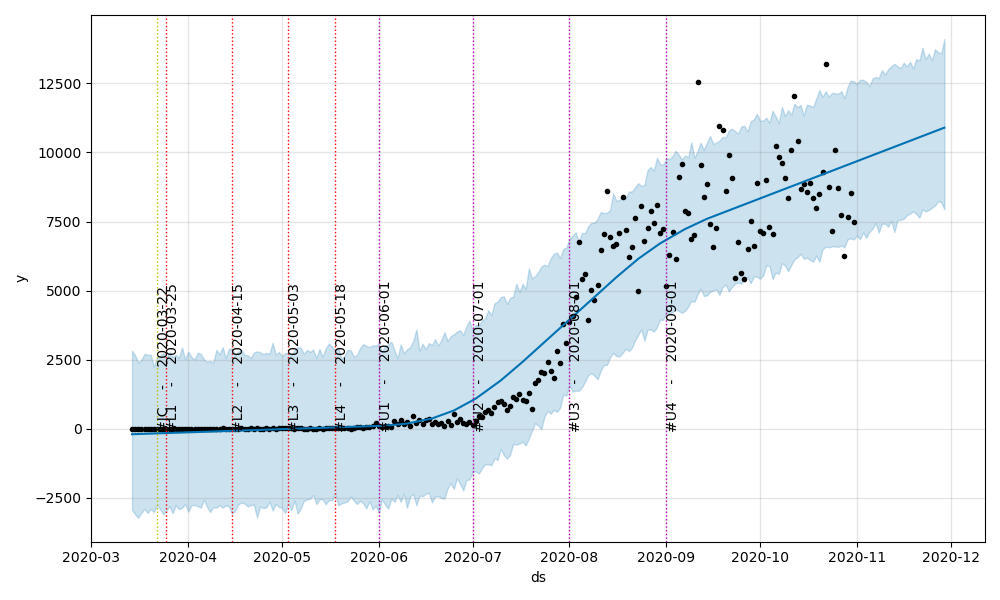 12500
10000
7500
5000
2500
0
−2500
y
#JC - 2020-03-22
#L1 - 2020-03-25
#L2 - 2020-04-15
#L3 - 2020-05-03
#L4 - 2020-05-18
#U1 - 2020-06-01
#U2 - 2020-07-01
#U3 - 2020-08-01
#U4 - 2020-09-01
2020-03 2020-04 2020-05 2020-06 2020-07 2020-08 2020-09 2020-10 2020-11 2020-12
ds